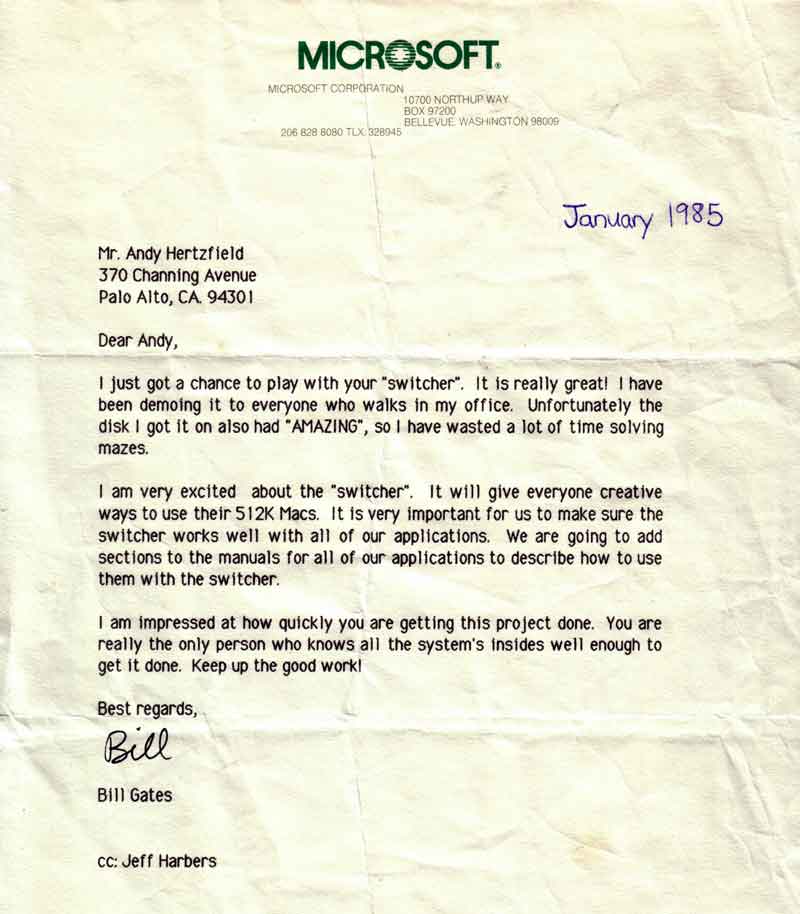 MICROSOFT®
MICROSOFT CORPORATION
10700 NORTHUP WAY
BOX 97200
BELLEVUE, WASHINGTON 98009
206 828 8080 TLX: 328945
January 1985
Mr. Andy Hertzfield
370 Channing Avenue
Palo Alto, CA. 94301
Dear Andy,
I just got a chance to play with your "switcher". It is really great! I have
been demoing it to everyone who walks in my office. Unfortunately the
disk I got it on also had "AMAZING", so I have wasted a lot of time solving
mazes.
I am very excited about the "switcher". It will give everyone creative
ways to use their 512K Macs. It is very important for us to make sure the
switcher works well with all of our applications. We are going to add
sections to the manuals for all of our applications to describe how to use
them with the switcher.
I am impressed at how quickly you are getting this project done. You are
really the only person who knows all the system's insides well enough to
get it done. Keep up the good work!
Best regards,
Bill
Bill Gates
cc: Jeff Harbers